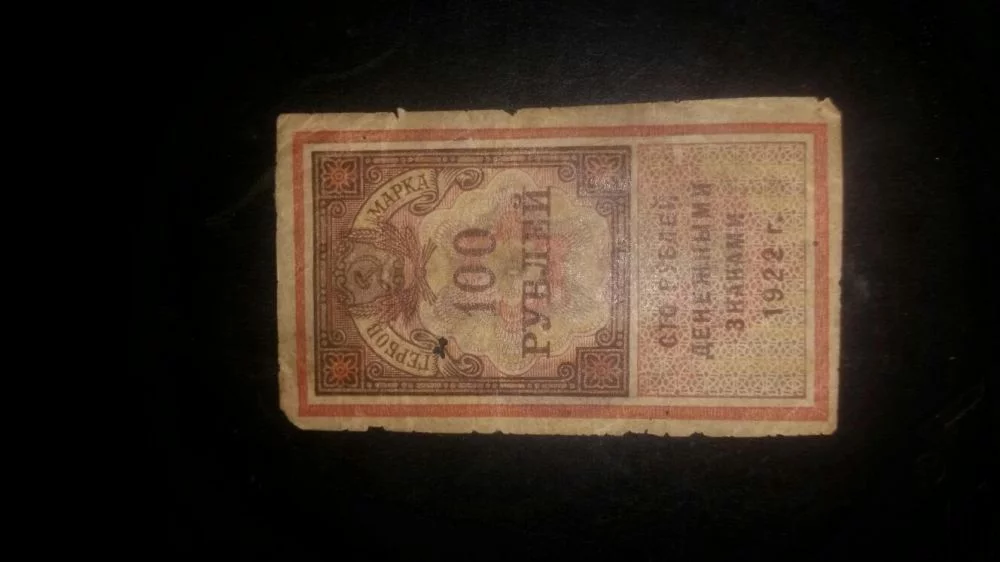 ГЕРБОВ. МАРКА
100
РУБЛЕЙ
СТО РУБЛЕЙ
ДЕНЕЖНЫМИ
ЗНАКАМИ
1922 г.